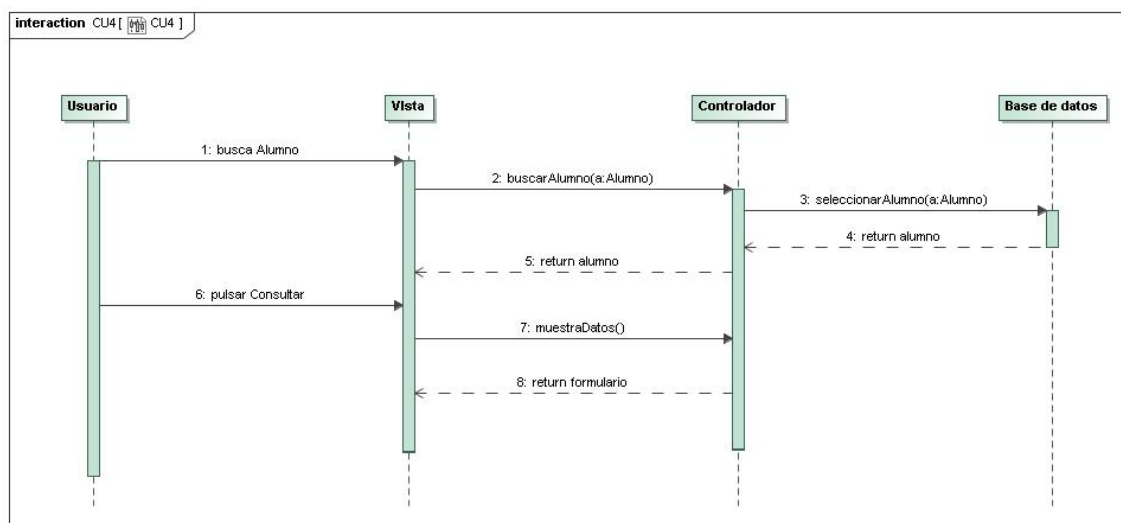 interaction CU4 [ CU4 ]
Usuario
VIsta
Controlador
Base de datos
1: busca Alumno
2: buscarAlumno(a:Alumno)
3: seleccionarAlumno(a:Alumno)
4: return alumno
5: return alumno
6: pulsar Consultar
7: muestraDatos()
8: return formulario